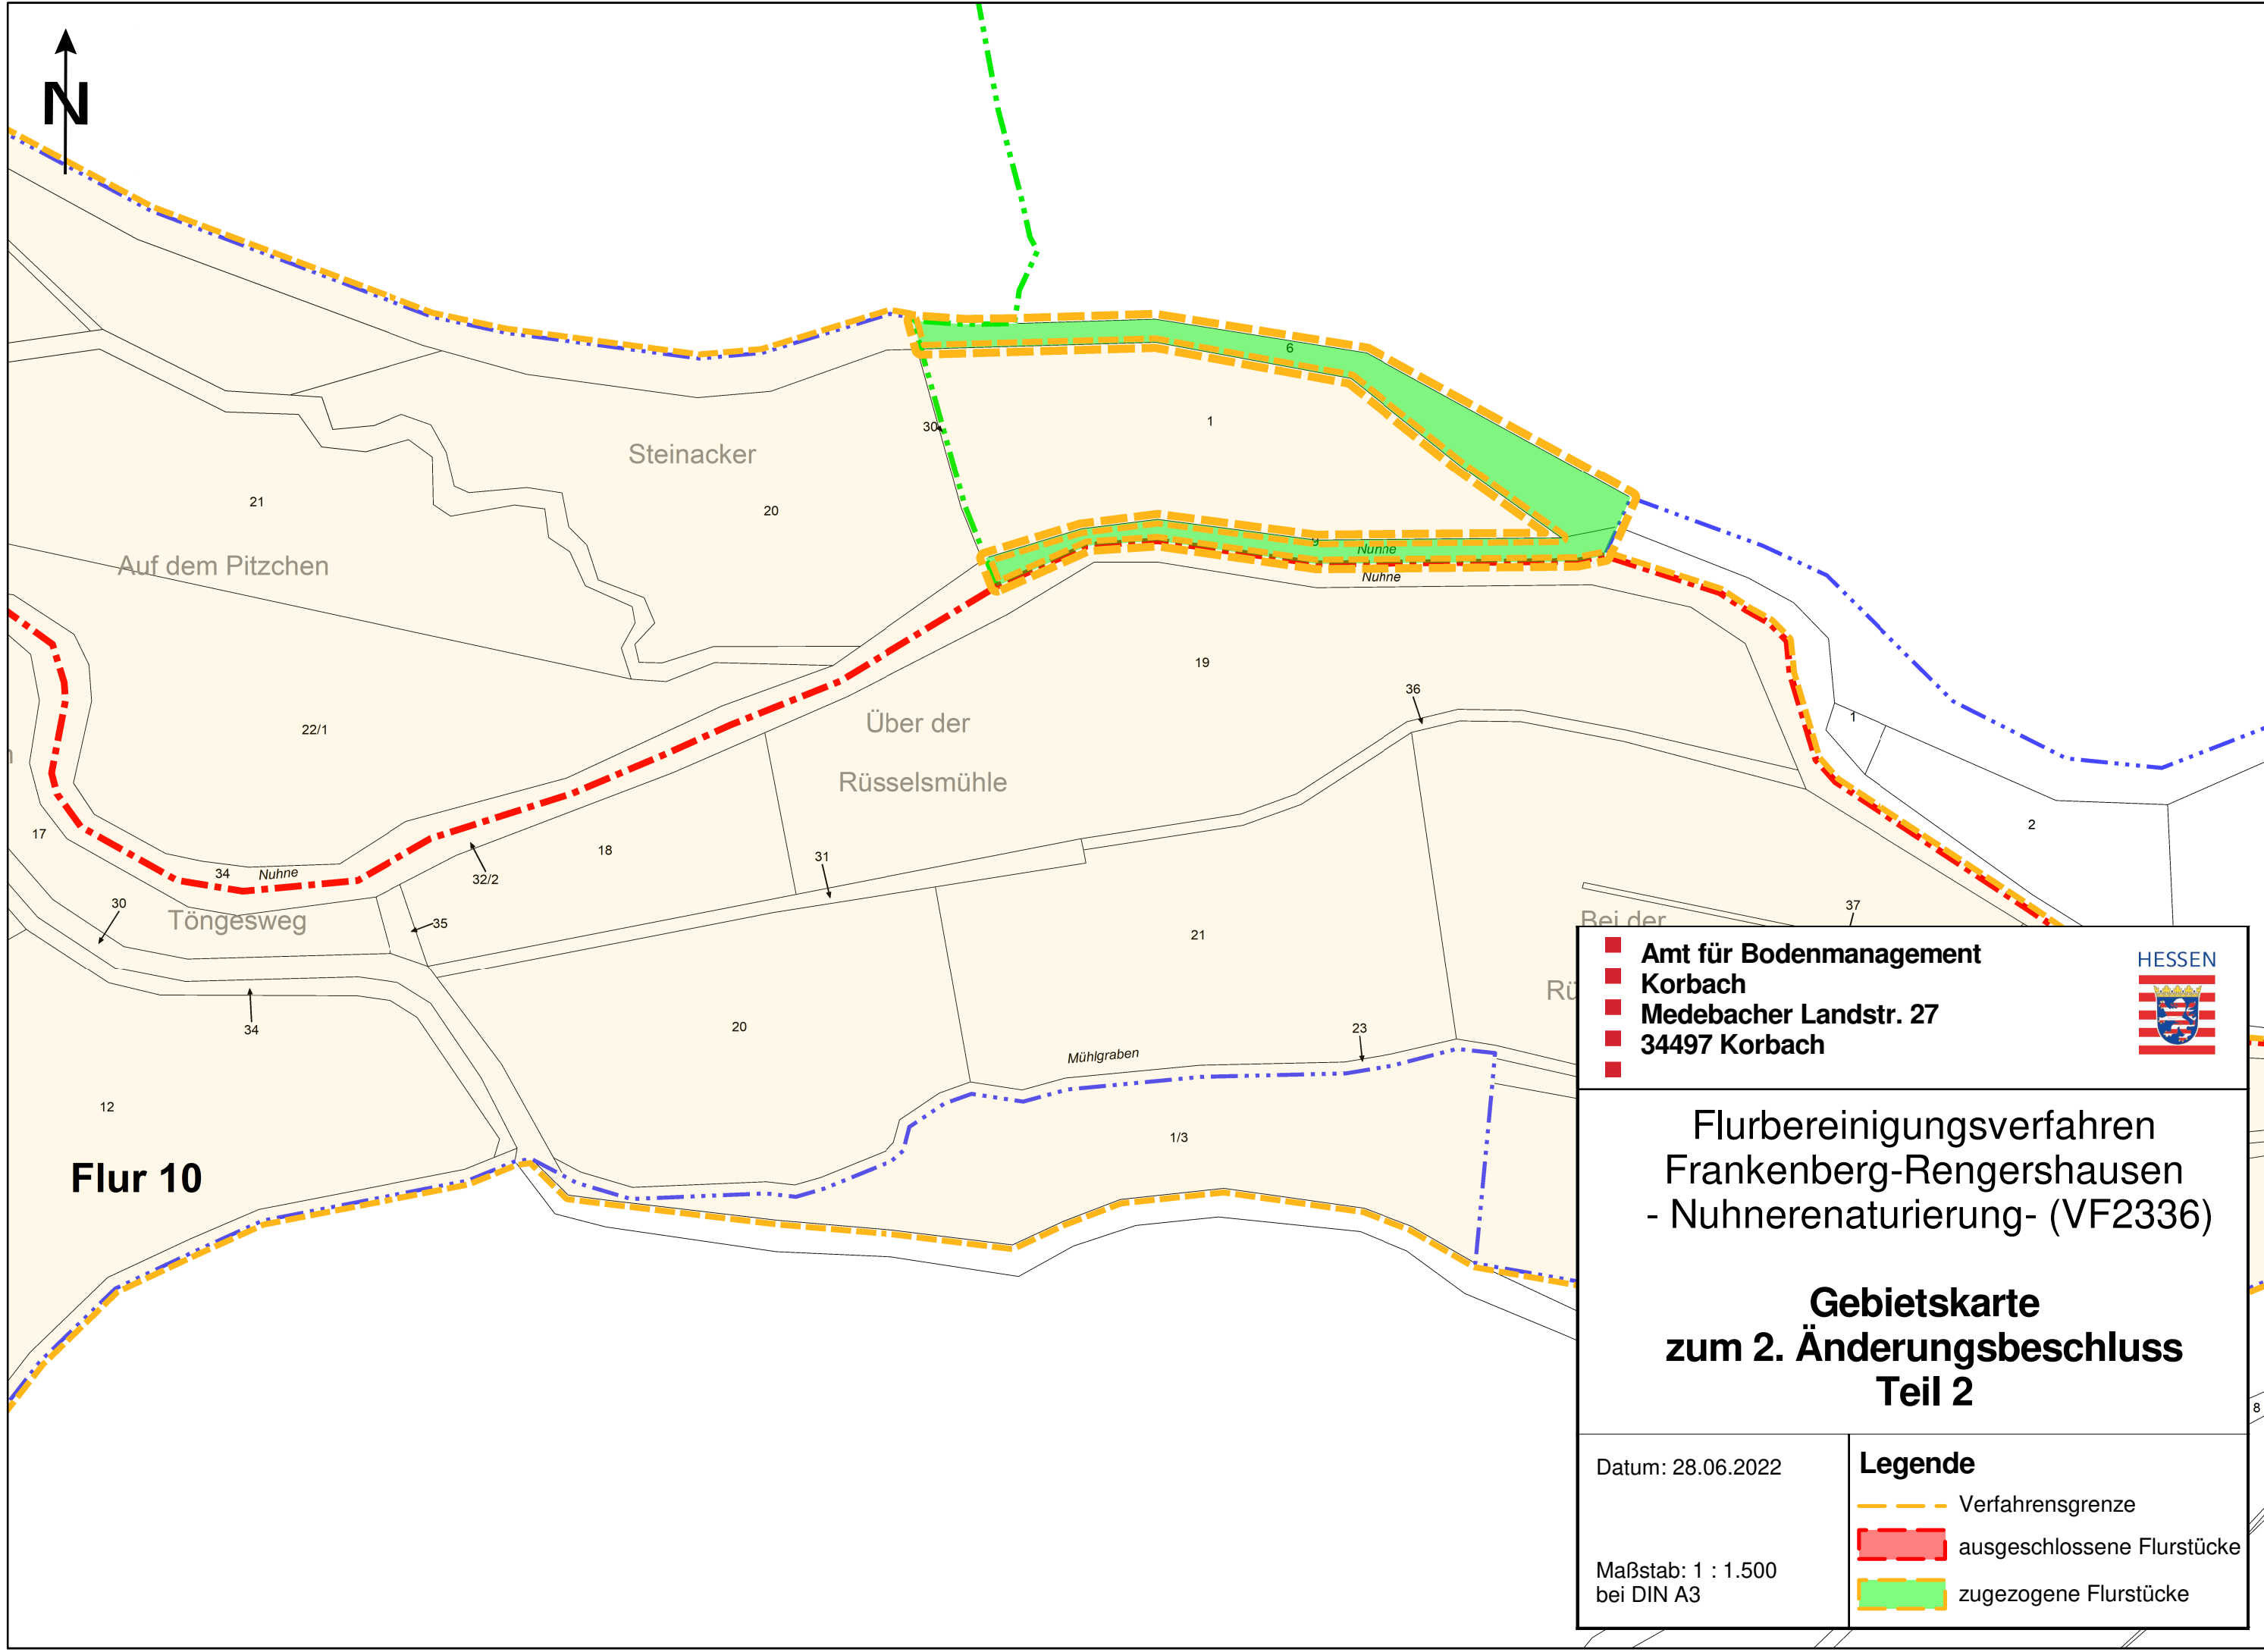 N
6
30
1
Steinacker
21
20
9
Nuhne
Nuhne
Auf dem Pitzchen
19
36
22/1
Über der
Rüsselsmühle
1
2
17
18
31
34
Nuhne
32/2
30
Töngesweg
35
37
Bei der
21
Rü
20
34
23
Mühlgraben
12
1/3
Flur 10
8
Amt für Bodenmanagement
Korbach
Medebacher Landstr. 27
34497 Korbach
HESSEN
Flurbereinigungsverfahren
Frankenberg-Rengershausen
- Nuhnerenaturierung- (VF2336)
Gebietskarte
zum 2. Änderungsbeschluss
Teil 2
Datum: 28.06.2022
Maßstab: 1 : 1.500
bei DIN A3
Legende
Verfahrensgrenze
ausgeschlossene Flurstücke
zugezogene Flurstücke